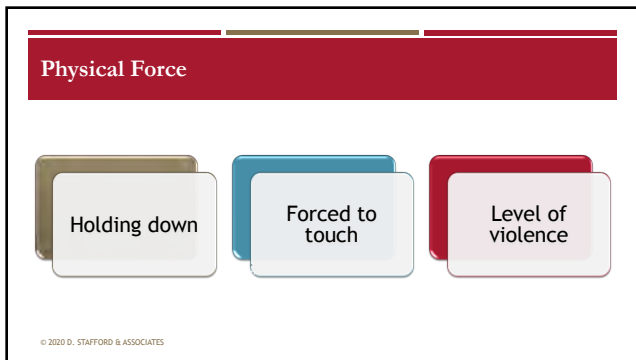 Physical Force
Holding down
Forced to
touch
Level of
violence
© 2020 D. STAFFORD & ASSOCIATES